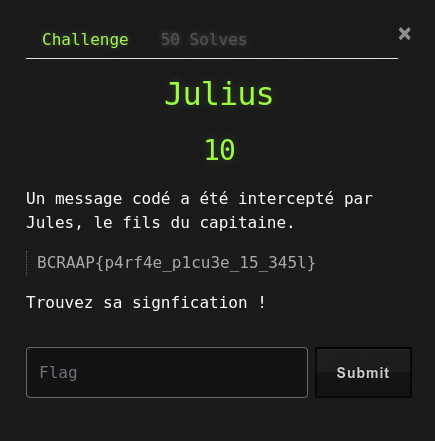 Challenge 50 Solves ×
Julius
10
Un message codé a été intercepté par
Jules, le fils du capitaine.
BCRAAP{p4rf4e_p1cu3e_15_345l}
Trouvez sa signfication !
Flag Submit